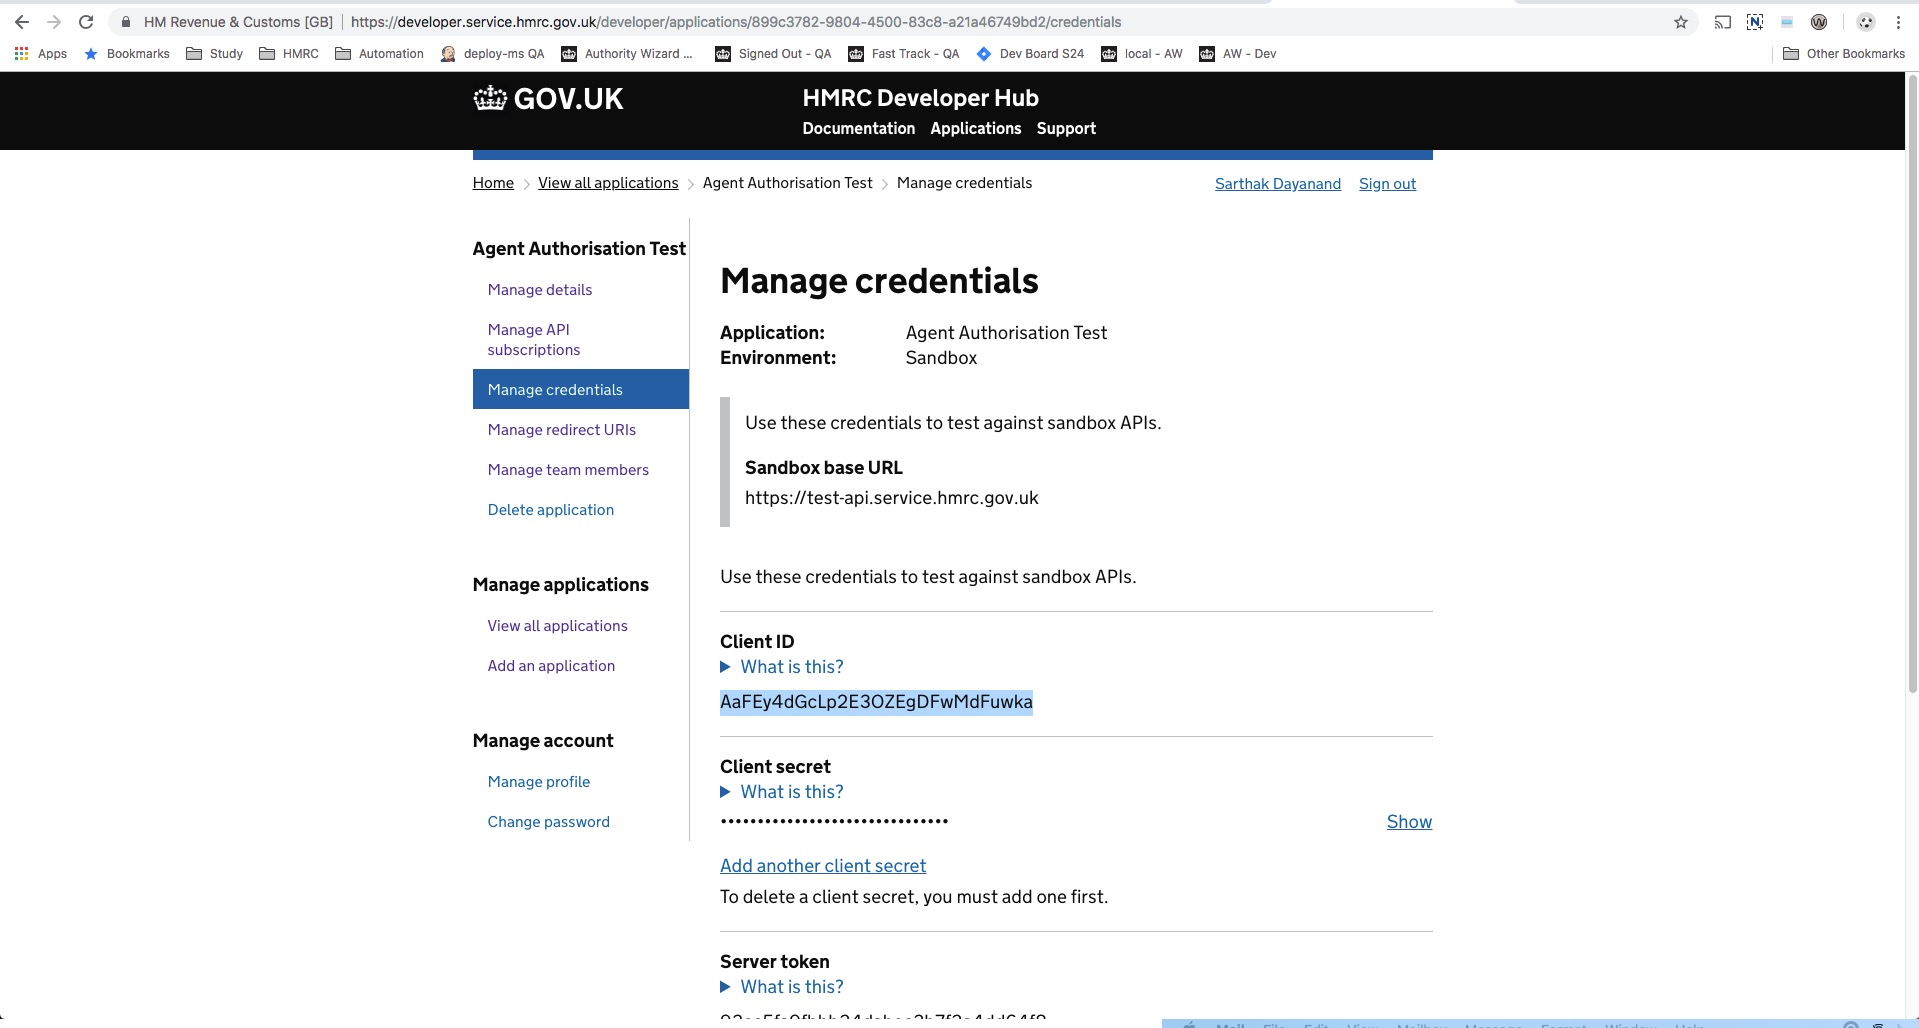 HM Revenue & Customs [GB] https://developer.service.hmrc.gov.uk/developer/applications/899c3782-9804-4500-83c8-a21a46749bd2/credentials
Apps Bookmarks Study HMRC Automation deploy-ms QA Authority Wizard ... Signed Out - QA Fast Track - QA Dev Board S24 local - AW AW - Dev Other Bookmarks
GOV.UK HMRC Developer Hub
Documentation Applications Support
Home View all applications Agent Authorisation Test Manage credentials Sarthak Dayanand Sign out
Agent Authorisation Test
Manage details
Manage API
subscriptions
Manage credentials
Manage redirect URIs
Manage team members
Delete application
Manage applications
View all applications
Add an application
Manage account
Manage profile
Change password
Manage credentials
Application: Agent Authorisation Test
Environment: Sandbox
Use these credentials to test against sandbox APIs.
Sandbox base URL
https://test-api.service.hmrc.gov.uk
Use these credentials to test against sandbox APIs.
Client ID
What is this?
AaFEy4dGcLp2E3OZEgDFwMdFuwka
Client secret
What is this?
•••••••••••••••••••••••••••••• Show
Add another client secret
To delete a client secret, you must add one first.
Server token
What is this?